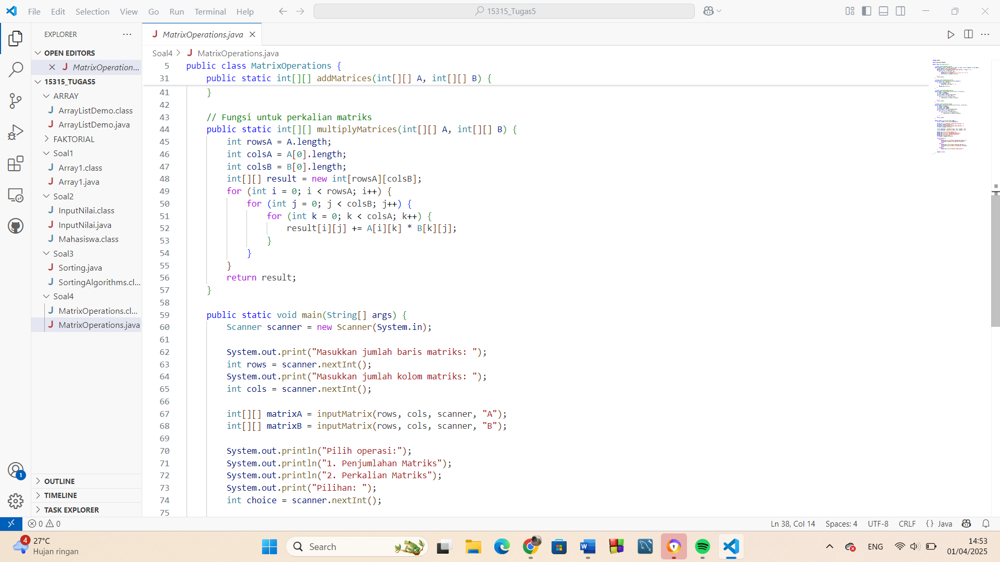 File Edit Selection View Go Run Terminal Help
15315_Tugas5
EXPLORER
MatrixOperations.java
OPEN EDITORS
MatrixOperation...
15315_TUGAS5
ARRAY
ArrayListDemo.class
ArrayListDemo.java
FAKTORIAL
Soal1
Array1.class
Array1.java
Soal2
InputNilai.class
InputNilai.java
Mahasiswa.class
Soal3
Sorting.java
SortingAlgorithms.cl...
Soal4
MatrixOperations.cl...
MatrixOperations.java
OUTLINE
TIMELINE
TASK EXPLORER
Soal4 > J MatrixOperations.java
5 public class MatrixOperations {
31 public static int[][] addMatrices(int[][] A, int[][] B) {
41 }
42
43 // Fungsi untuk perkalian matriks
44 public static int[][] multiplyMatrices(int[][] A, int[][] B) {
45 int rowsA = A.length;
46 int colsA = A[0].length;
47 int colsB = B[0].length;
48 int[][] result = new int[rowsA][colsB];
49 for (int i = 0; i < rowsA; i++) {
50 for (int j = 0; j < colsB; j++) {
51 for (int k = 0; k < colsA; k++) {
52 result[i][j] += A[i][k] * B[k][j];
53 }
54 }
55 }
56 return result;
57 }
58
59 public static void main(String[] args) {
60 Scanner scanner = new Scanner(System.in);
61
62 System.out.print("Masukkan jumlah baris matriks: ");
63 int rows = scanner.nextInt();
64 System.out.print("Masukkan jumlah kolom matriks: ");
65 int cols = scanner.nextInt();
66
67 int[][] matrixA = inputMatrix(rows, cols, scanner, "A");
68 int[][] matrixB = inputMatrix(rows, cols, scanner, "B");
69
70 System.out.println("Pilih operasi:");
71 System.out.println("1. Penjumlahan Matriks");
72 System.out.println("2. Perkalian Matriks");
73 System.out.print("Pilihan: ");
74 int choice = scanner.nextInt();
75
1
0 0
Ln 38, Col 14 Spaces: 4 UTF-8 CRLF {} Java
4
27°C
Hujan ringan
Search
ENG
14:53
01/04/2025